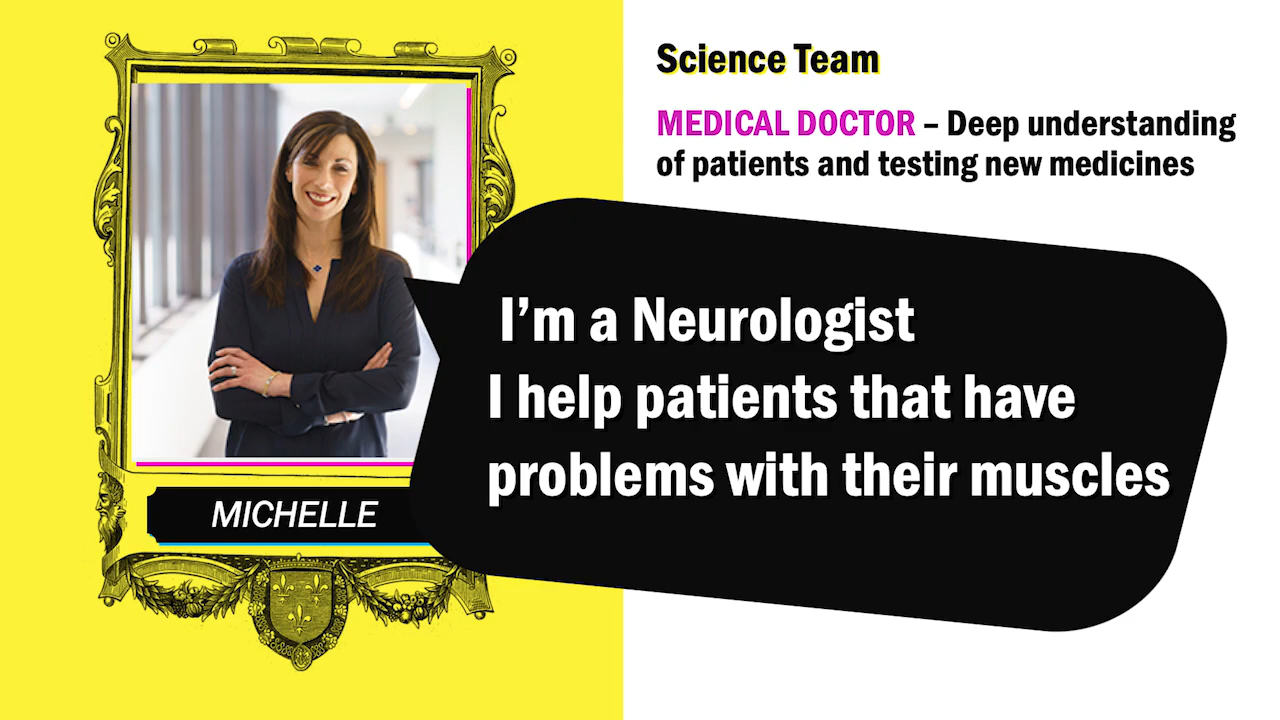 Science Team
MEDICAL DOCTOR – Deep understanding
of patients and testing new medicines
I’m a Neurologist
I help patients that have
problems with their muscles
MICHELLE